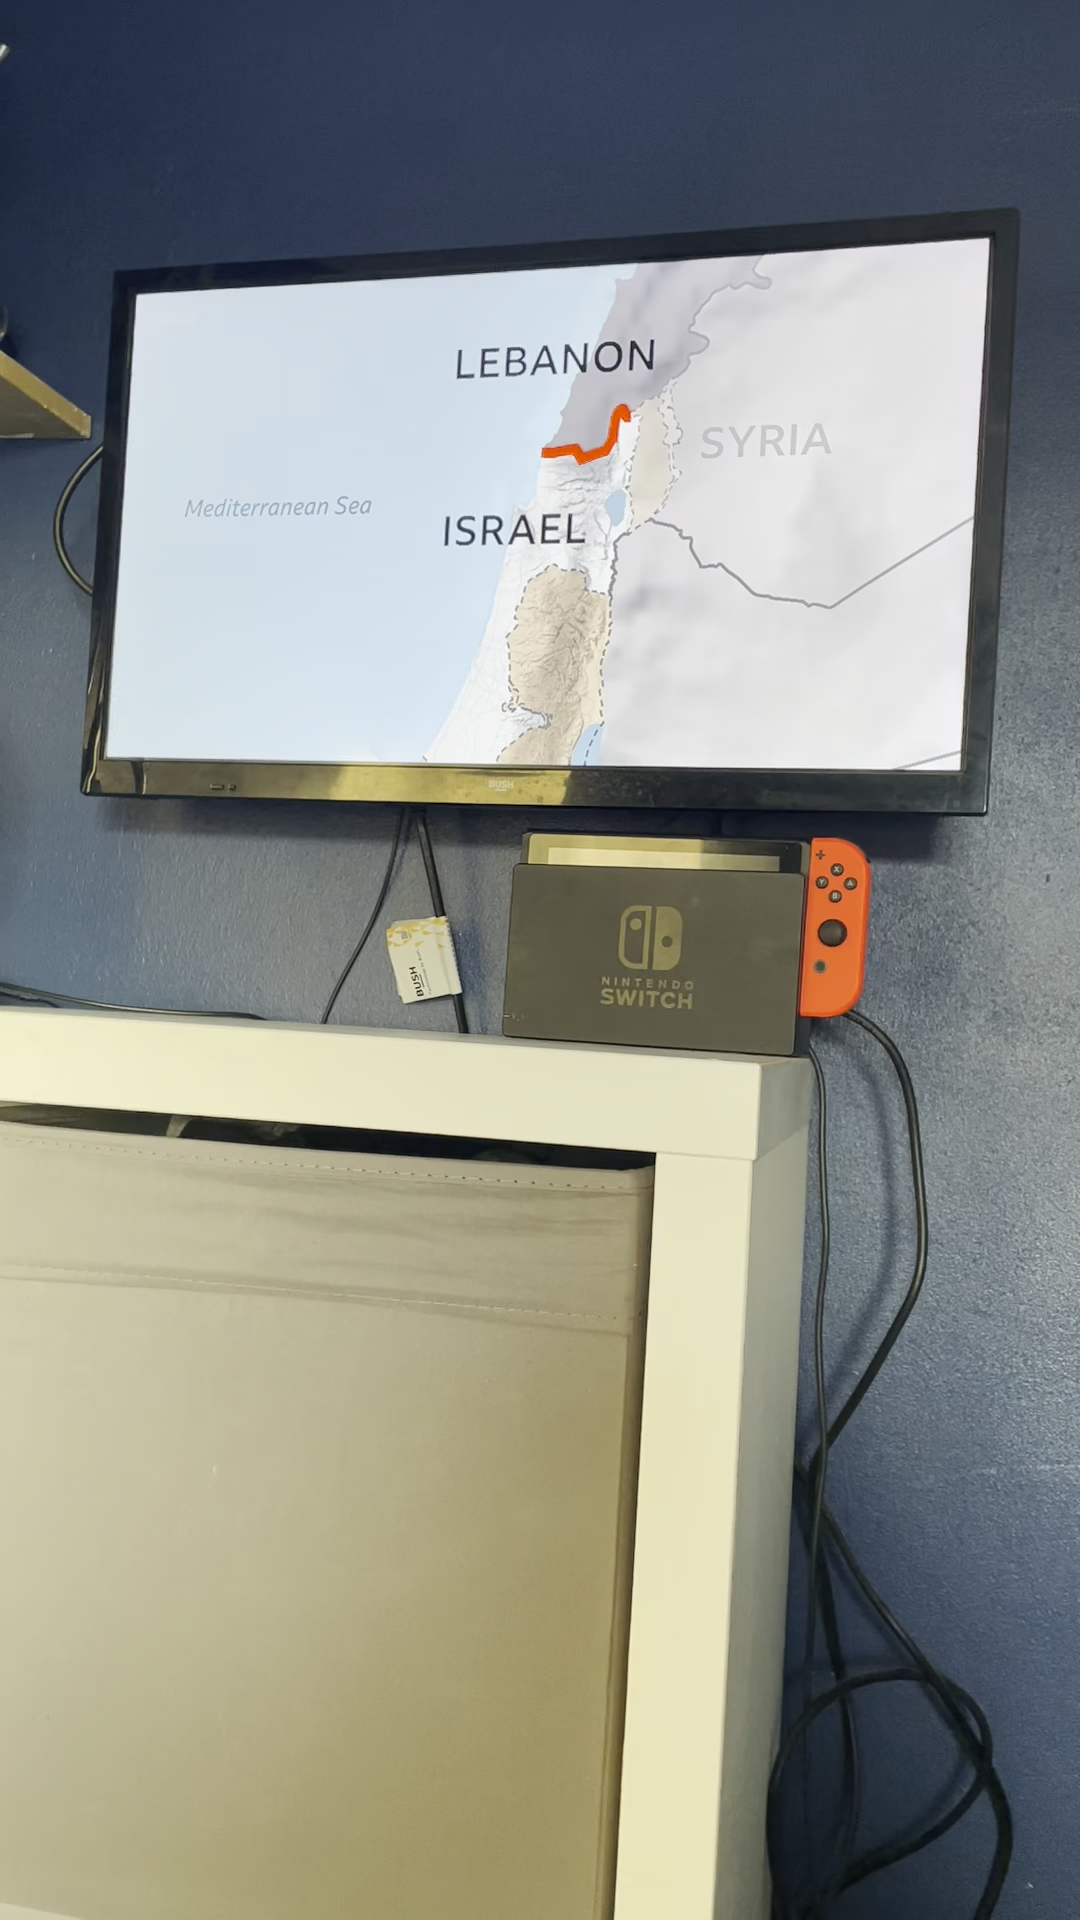 LEBANON
SYRIA
Mediterranean Sea
ISRAEL
BUSH
+
X
Y
A
B
BUSH
NINTENDO
SWITCH